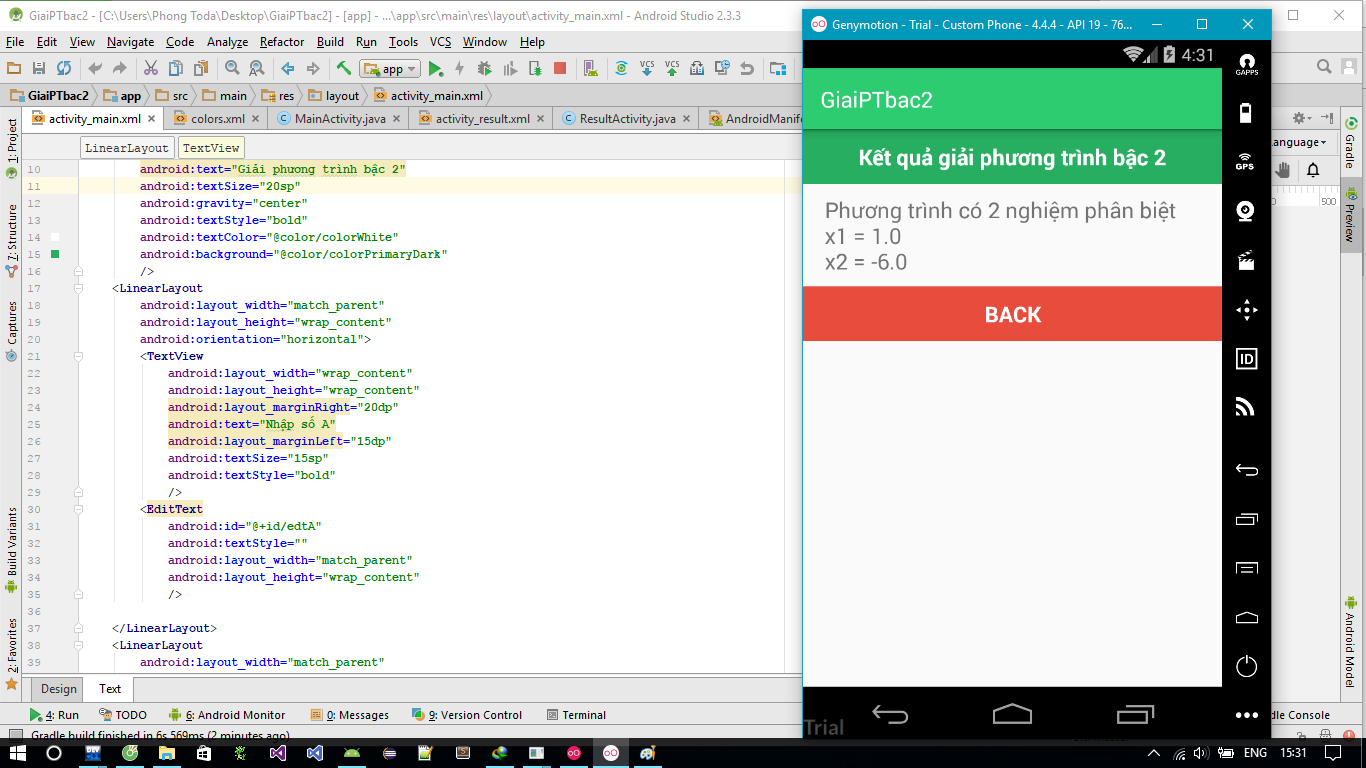 GiaiPTbac2 - [C:\Users\Phong Toda\Desktop\GiaiPTbac2] - [app] - ...\app\src\main\res\layout\activity_main.xml - Android Studio 2.3.3
File Edit View Navigate Code Analyze Refactor Build Run Tools VCS Window Help
app VCS VCS
GiaiPTbac2 app src main res layout activity_main.xml
activity_main.xml colors.xml MainActivity.java activity_result.xml ResultActivity.java AndroidManife
LinearLayout TextView
10 android:text="Giải phương trình bậc 2"
11 android:textSize="20sp"
12 android:gravity="center"
13 android:textStyle="bold"
14 android:textColor="@color/colorWhite"
15 android:background="@color/colorPrimaryDark"
16 />
17 <LinearLayout
18 android:layout_width="match_parent"
19 android:layout_height="wrap_content"
20 android:orientation="horizontal">
21 <TextView
22 android:layout_width="wrap_content"
23 android:layout_height="wrap_content"
24 android:layout_marginRight="20dp"
25 android:text="Nhập số A"
26 android:layout_marginLeft="15dp"
27 android:textSize="15sp"
28 android:textStyle="bold"
29 />
30 <EditText
31 android:id="@+id/edtA"
32 android:textStyle=""
33 android:layout_width="match_parent"
34 android:layout_height="wrap_content"
35 />
36
37 </LinearLayout>
38 <LinearLayout
39 android:layout_width="match_parent"
Design Text
4: Run TODO 6: Android Monitor 0: Messages 9: Version Control Terminal
Gradle build finished in 6s 569ms (2 minutes ago)
1: Project
7: Structure
Captures
Build Variants
2: Favorites
Genymotion - Trial - Custom Phone - 4.4.4 - API 19 - 76...
4:31
GiaiPTbac2
Kết quả giải phương trình bậc 2
Phương trình có 2 nghiệm phân biệt
x1 = 1.0
x2 = -6.0
BACK
Trial
GAPPS
GPS
ID
anguage
500
Gradle
Preview
Android Model
dle Console
ENG 15:31